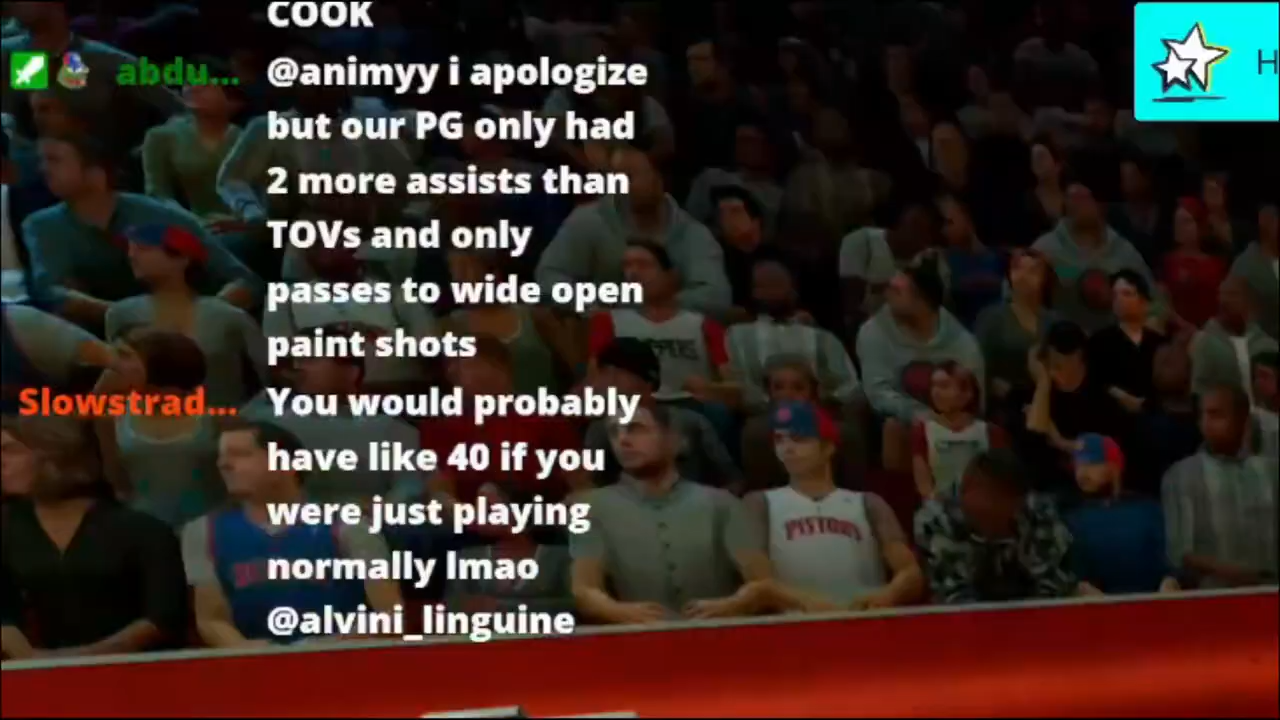 COOK
abdu... @animyy i apologize
but our PG only had
2 more assists than
TOVs and only
passes to wide open
paint shots
Slowstrad... You would probably
have like 40 if you
were just playing
normally lmao
@alvini_linguine
H
PISTONS